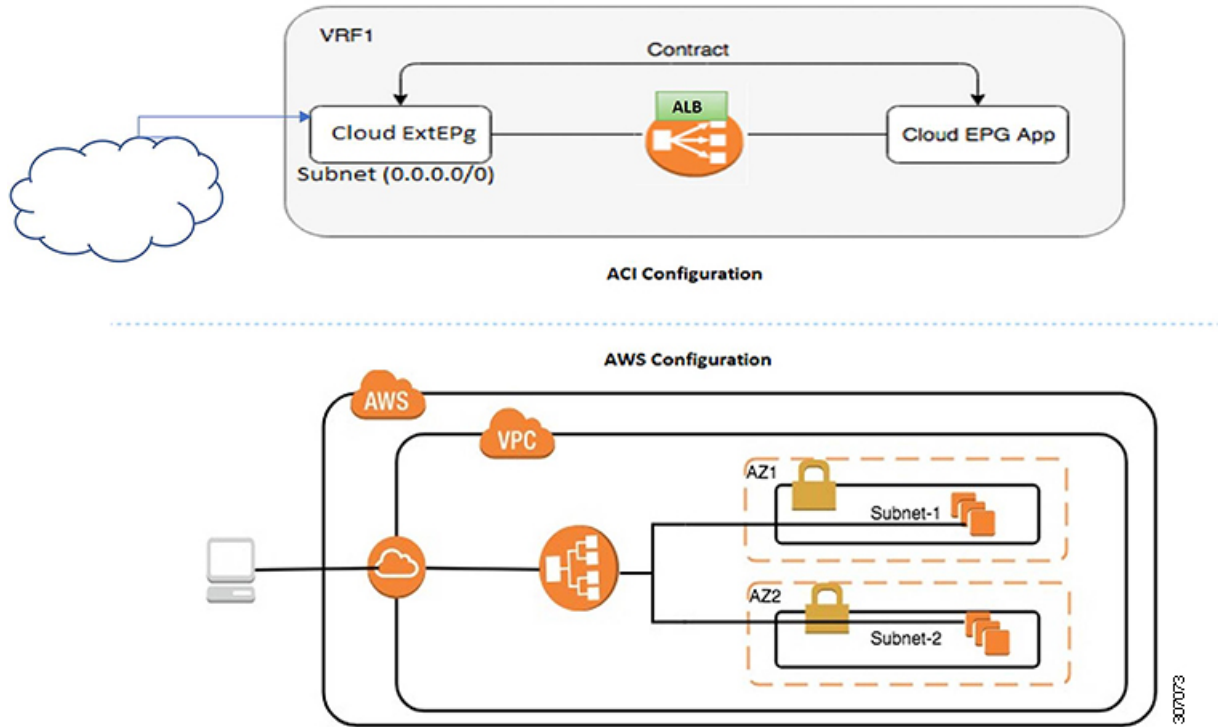 VRF1
Contract
ALB
Cloud ExtEPg
Cloud EPG App
Subnet (0.0.0.0/0)
ACI Configuration
AWS Configuration
AWS
VPC
AZ1
Subnet-1
AZ2
Subnet-2
307073